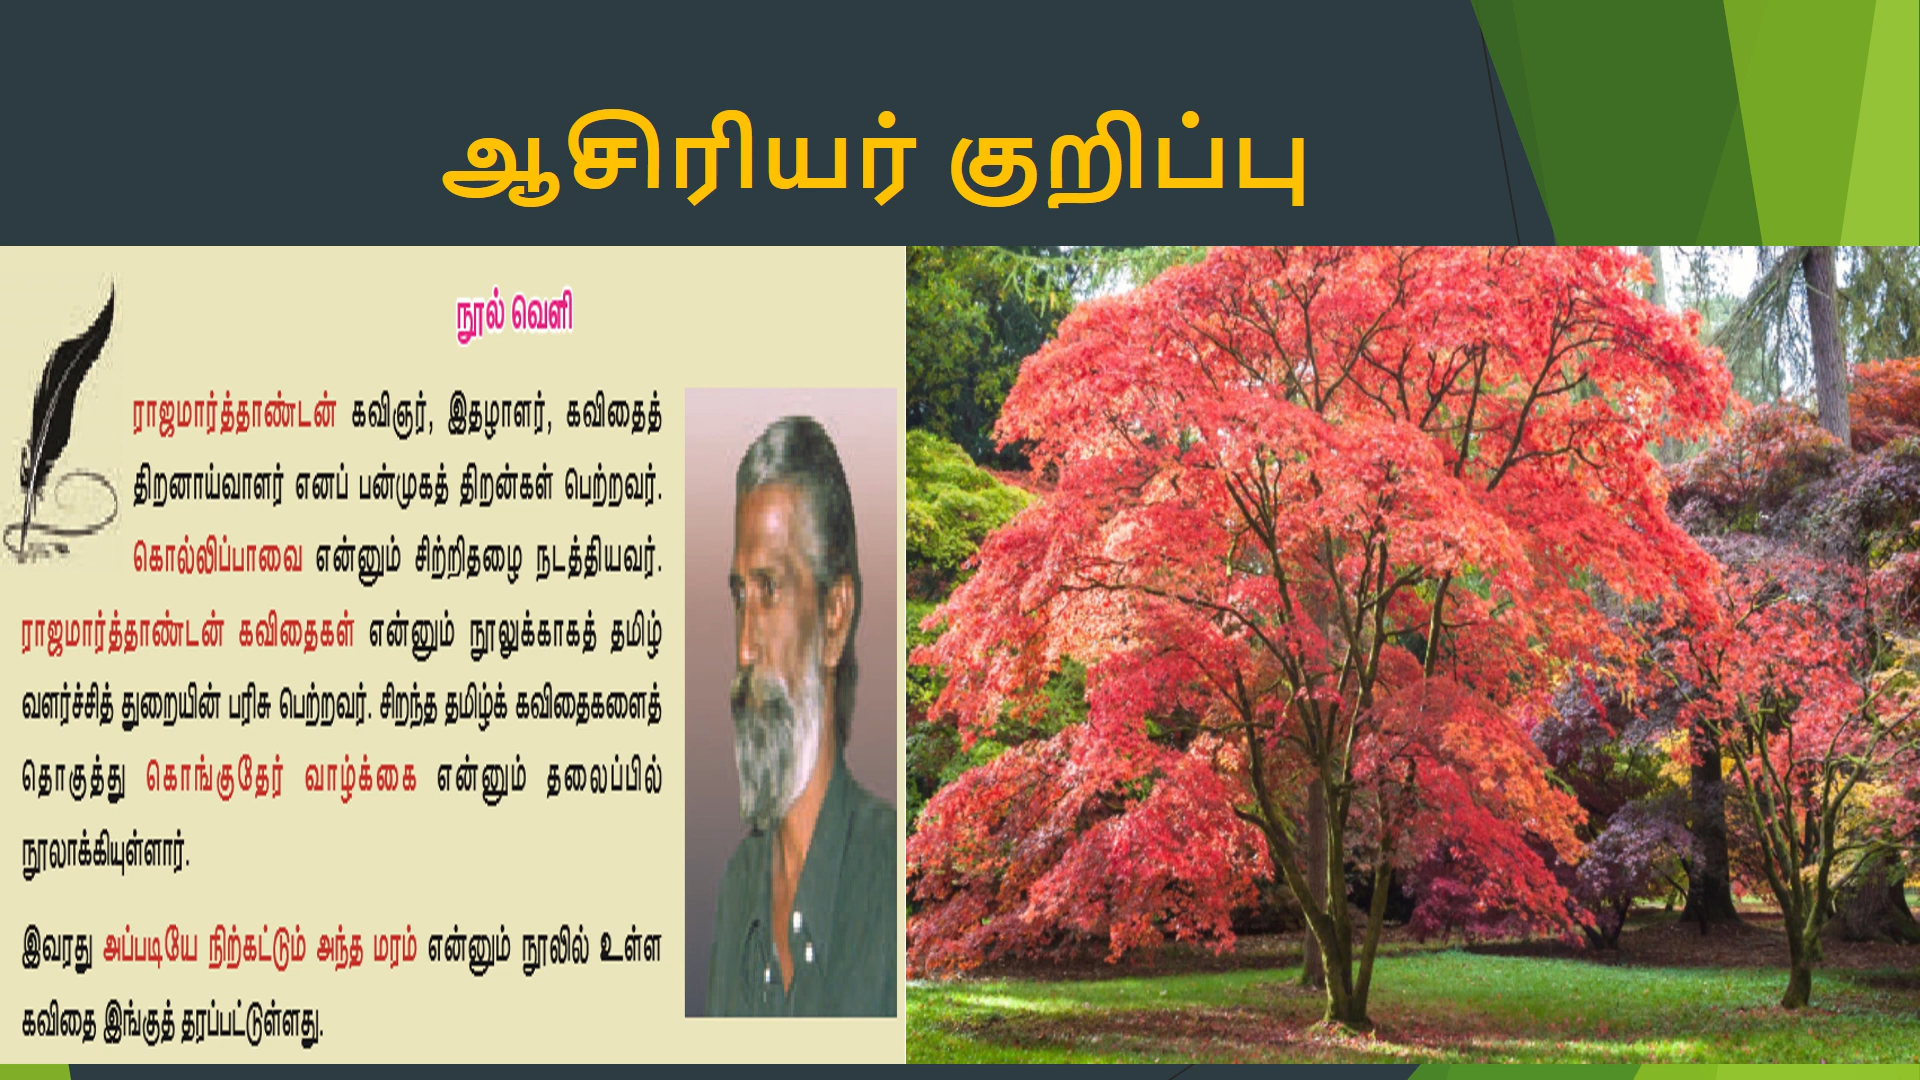 ஆசிரியர் குறிப்பு
நூல் வெளி
ராஜமார்த்தாண்டன் கவிஞர், இதழாளர், கவிதைத்
திறனாய்வாளர் எனப் பன்முகத் திறன்கள் பெற்றவர்.
கொல்லிப்பாவை என்னும் சிற்றிதழை நடத்தியவர்.
ராஜமார்த்தாண்டன் கவிதைகள் என்னும் நூலுக்காகத் தமிழ்
வளர்ச்சித் துறையின் பரிசு பெற்றவர். சிறந்த தமிழ்க் கவிதைகளைத்
தொகுத்து கொங்குதேர் வாழ்க்கை என்னும் தலைப்பில்
நூலாக்கியுள்ளார்.
இவரது அப்படியே நிற்கட்டும் அந்த மரம் என்னும் நூலில் உள்ள
கவிதை இங்குத் தரப்பட்டுள்ளது.